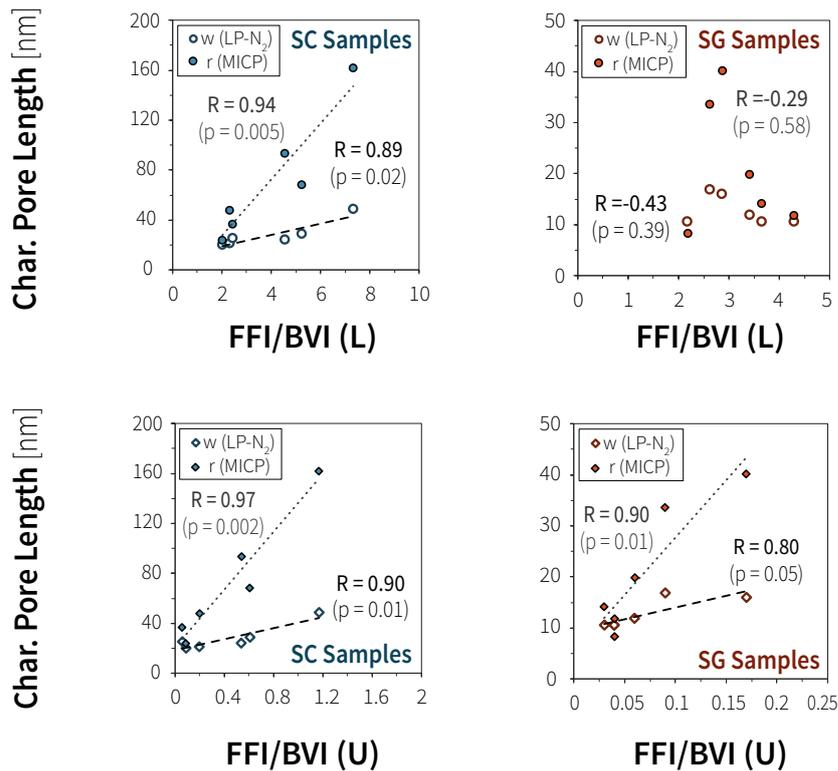 Char. Pore Length [nm]
200
160
120
80
40
0
w (LP-N₂)
r (MICP)
SC Samples
R = 0.94
(p = 0.005)
R = 0.89
(p = 0.02)
0 2 4 6 8 10
FFI/BVI (L)
50
40
30
20
10
0
w (LP-N₂)
r (MICP)
SG Samples
R =-0.29
(p = 0.58)
R =-0.43
(p = 0.39)
0 1 2 3 4 5
FFI/BVI (L)
Char. Pore Length [nm]
200
160
120
80
40
0
w (LP-N₂)
r (MICP)
R = 0.97
(p = 0.002)
R = 0.90
(p = 0.01)
SC Samples
0 0.4 0.8 1.2 1.6 2
FFI/BVI (U)
50
40
30
20
10
0
w (LP-N₂)
r (MICP)
R = 0.90
(p = 0.01)
R = 0.80
(p = 0.05)
SG Samples
0 0.05 0.1 0.15 0.2 0.25
FFI/BVI (U)